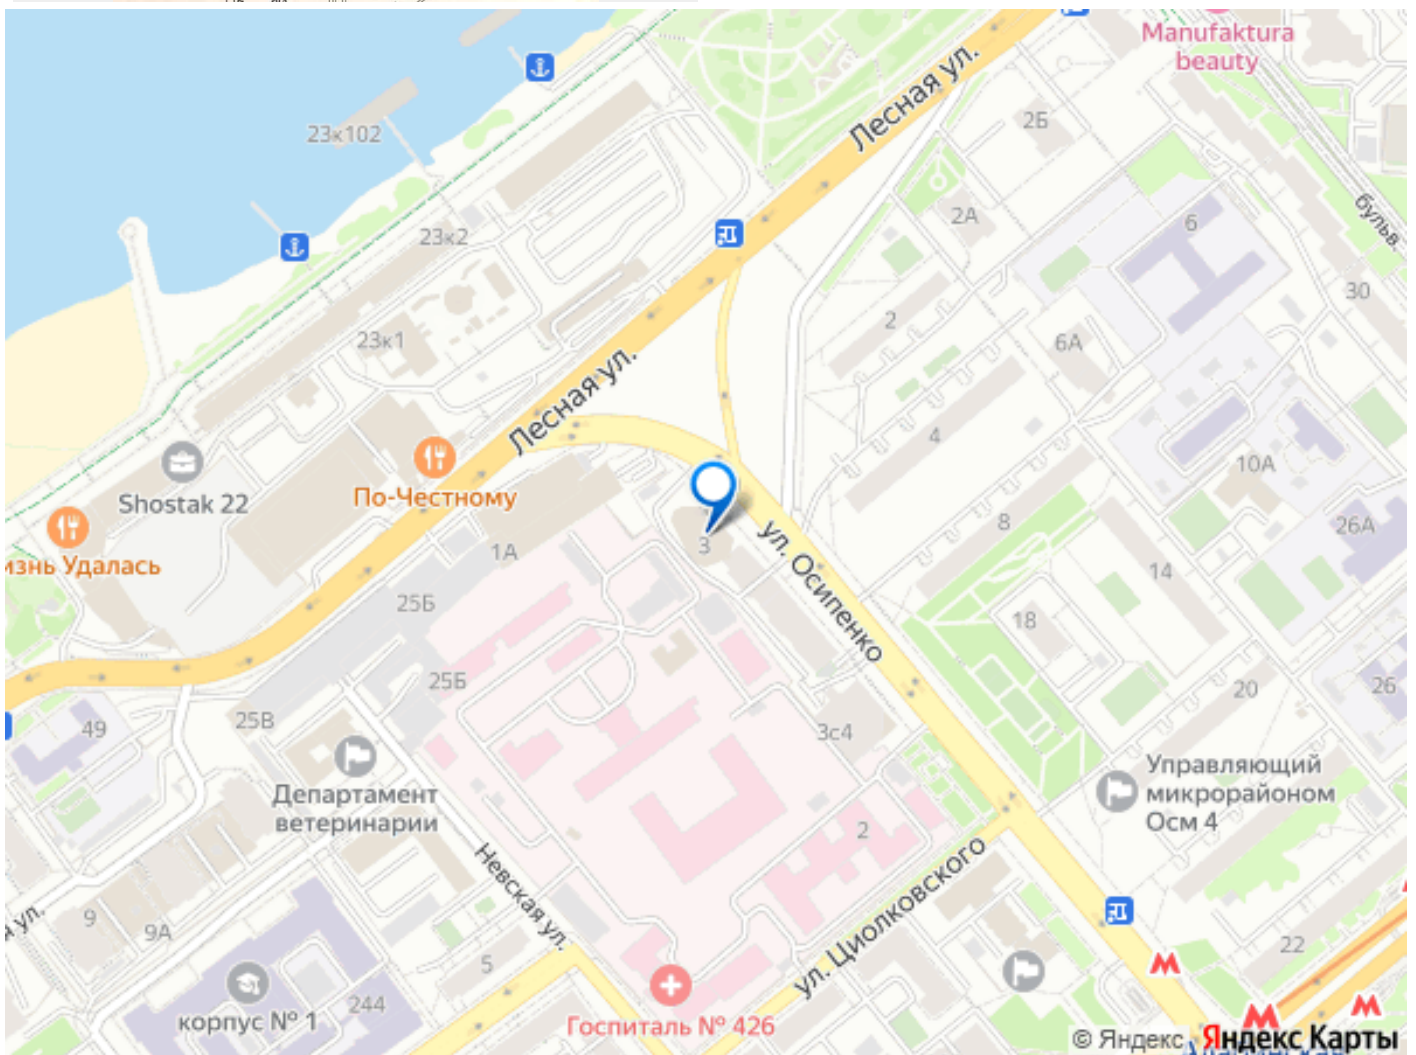 Manufaktura
beauty
Лесная ул.
23к102
2Б
2А
6
бульв.
23к2
30
2
23к1
6А
Лесная ул.
4
По-Честному
Shostak 22
10А
26А
8
1А
3
ул. Осипенко
изнь Удалась
14
25Б
18
25Б
20
26
25В
49
3с4
Управляющий
микрорайоном
Осм 4
Департамент
ветеринарии
2
Невская ул.
ул. Циолковского
ул.
9
9А
22
5
244
корпус № 1
Госпиталь № 426
© Яндекс Яндекс Карты